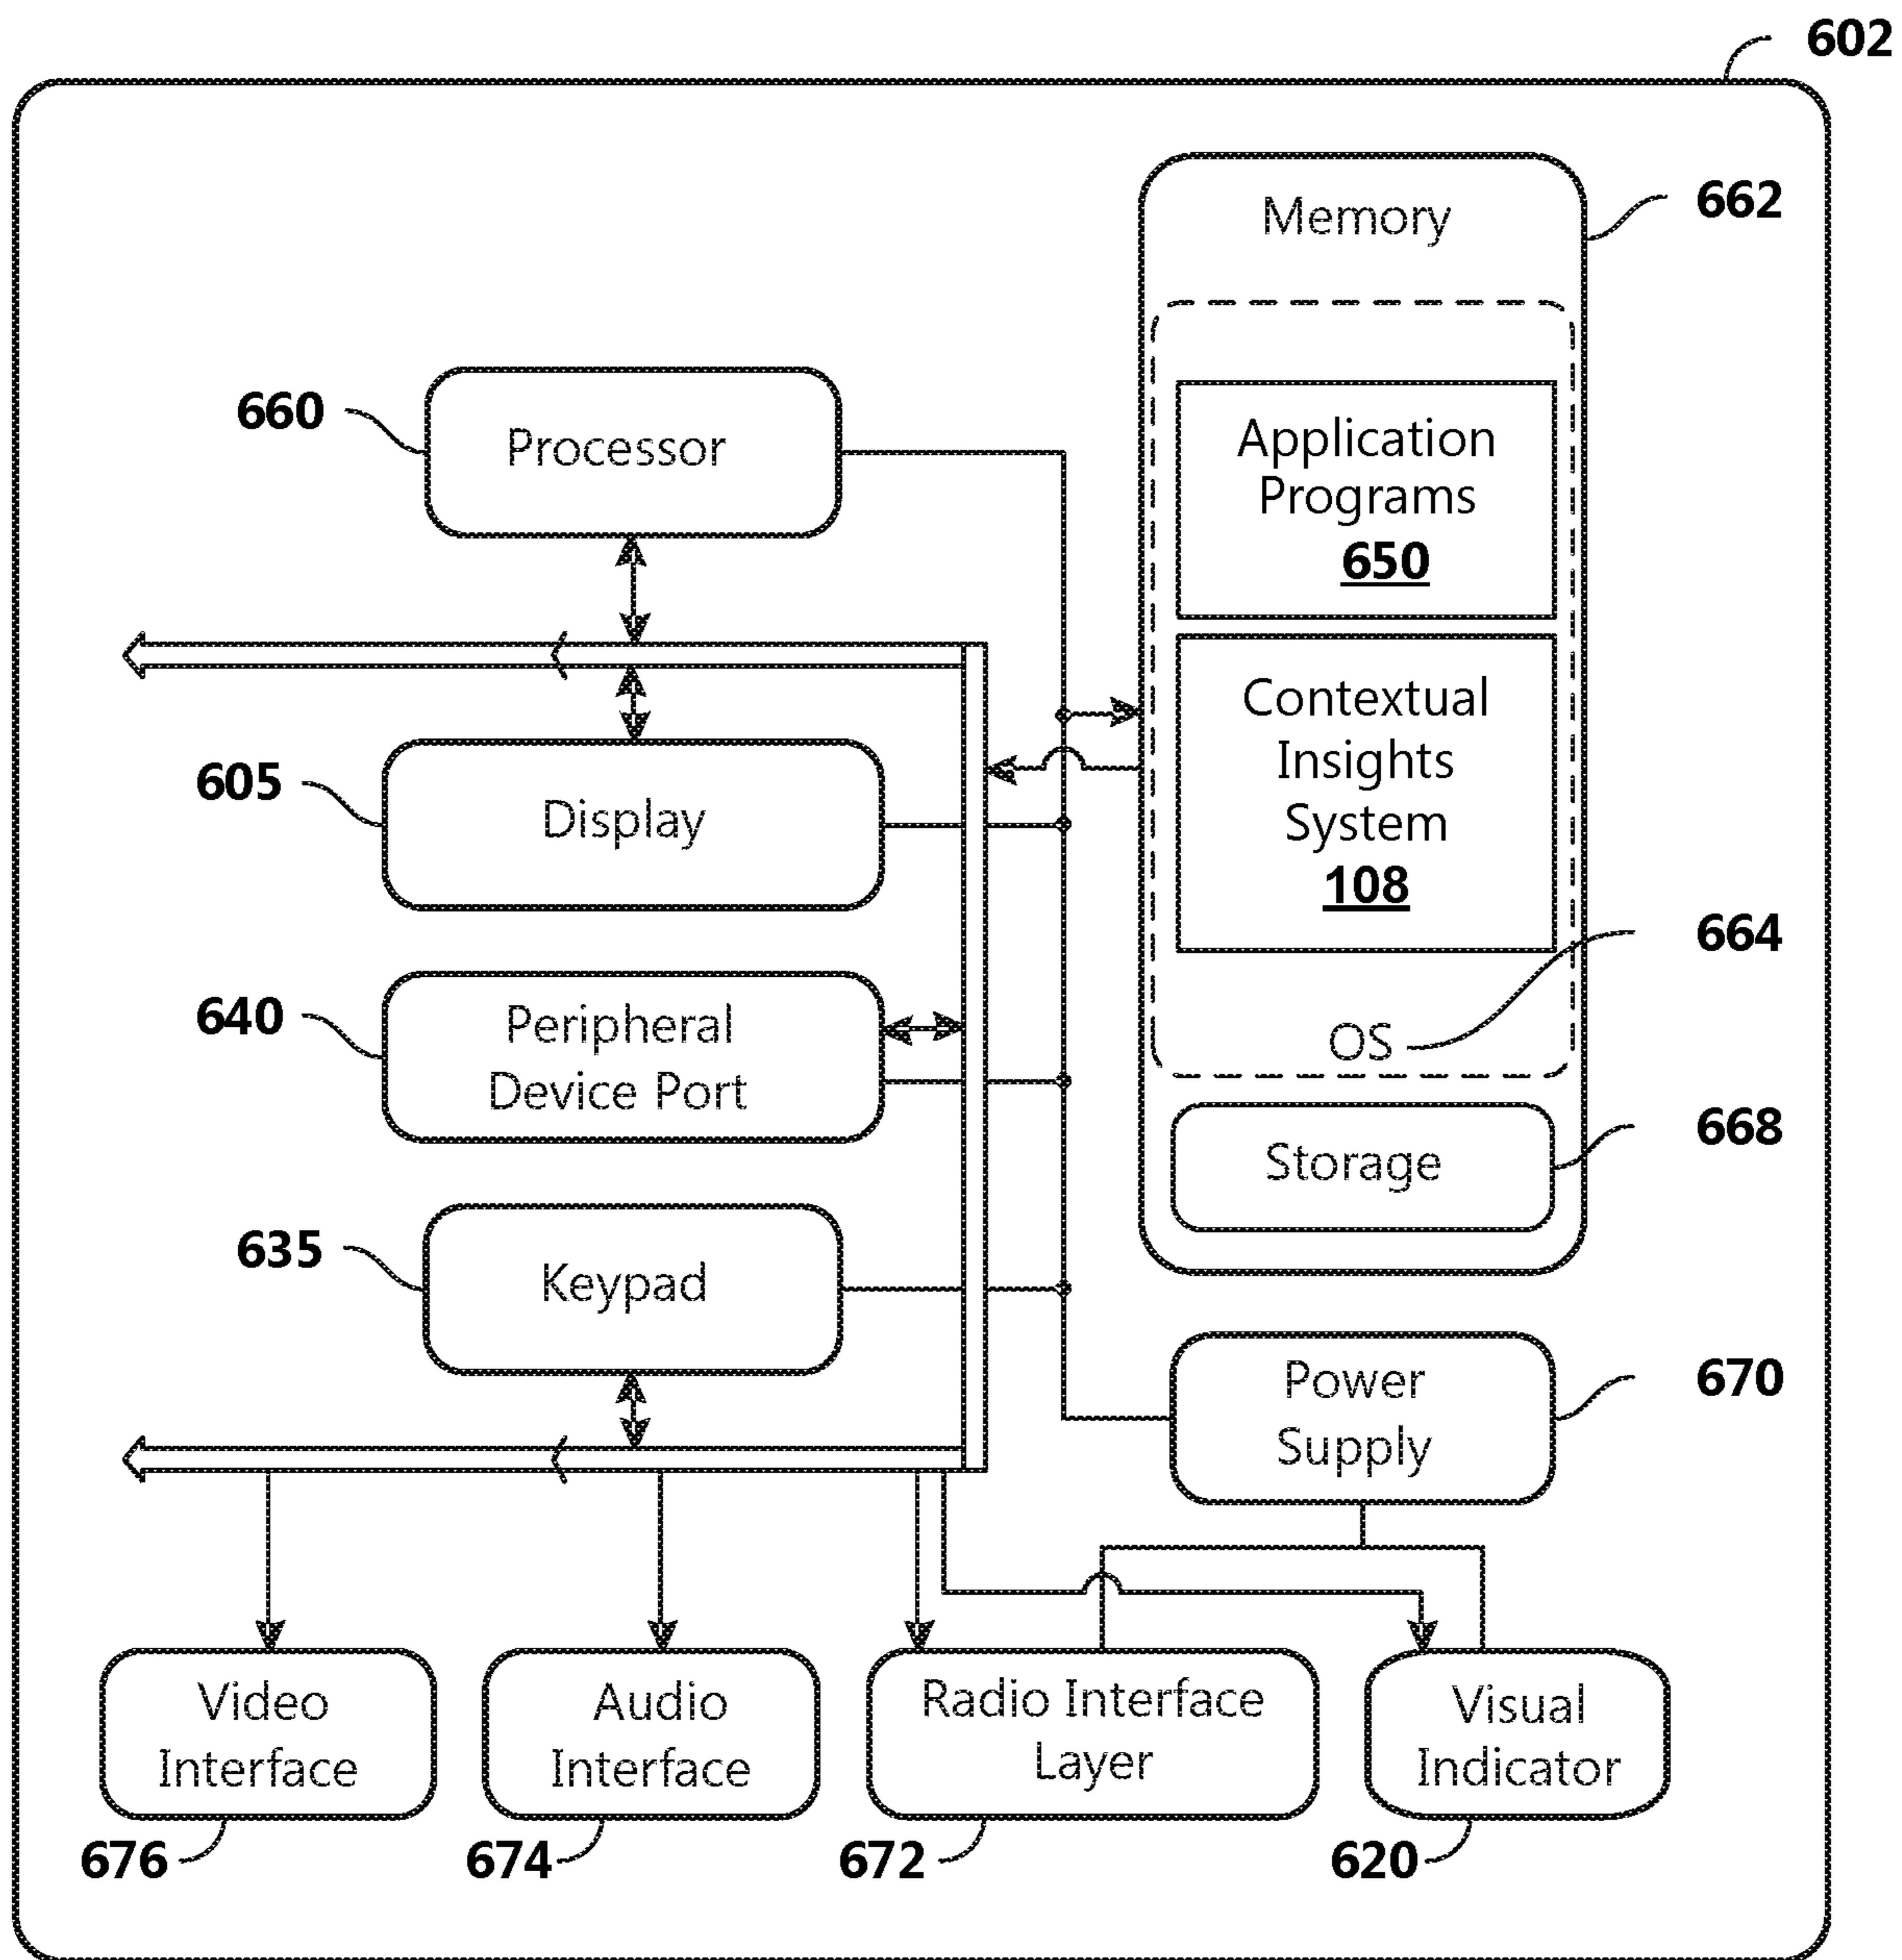 602
Memory
662
Application
Programs
650
660
Processor
Contextual
Insights
System
108
605
Display
664
640
Peripheral
Device Port
OS
668
Storage
635
Keypad
Power
Supply
670
Video
Interface
Audio
Interface
Radio Interface
Layer
Visual
Indicator
676
674
672
620